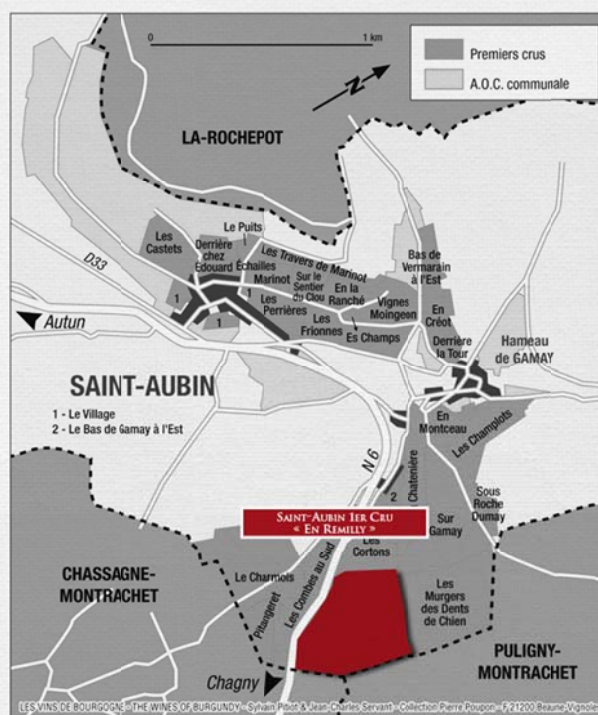 0
1 km
Premiers crus
A.O.C. communale
N
LA-ROCHEPOT
Le Puits
Les
Castets
Derrière
chez
Édouard
Échailles
Les Travers de Marinot
Marinot
Sur le
Sentier
du Clou
En la
Ranché
Vignes
Moingeon
Bas de
Vermarain
à l'Est
D33
1
1
1
Les
Perrières
Les
Frionnes
Es Champs
En
Créot
Derrière
la Tour
Hameau
de GAMAY
Autun
SAINT-AUBIN
1 - Le Village
2 - Le Bas de Gamay à l'Est
En
Montceau
Les Champlots
N 6
2
Chatenière
Sous
Roche
Dumay
Sur
Gamay
SAINT-AUBIN 1ER CRU
« EN REMILLY »
Les
Cortons
CHASSAGNE-
MONTRACHET
Le Charmois
Pitangeret
Les Combes au Sud
Les
Murgers
des Dents
de Chien
PULIGNY-
MONTRACHET
Chagny
LES VINS DE BOURGOGNE - THE WINES OF BURGUNDY - Sylvain Pitiot & Jean-Charles Servant - Collection Pierre Poupon - F 21200 Beaune-Vignoles